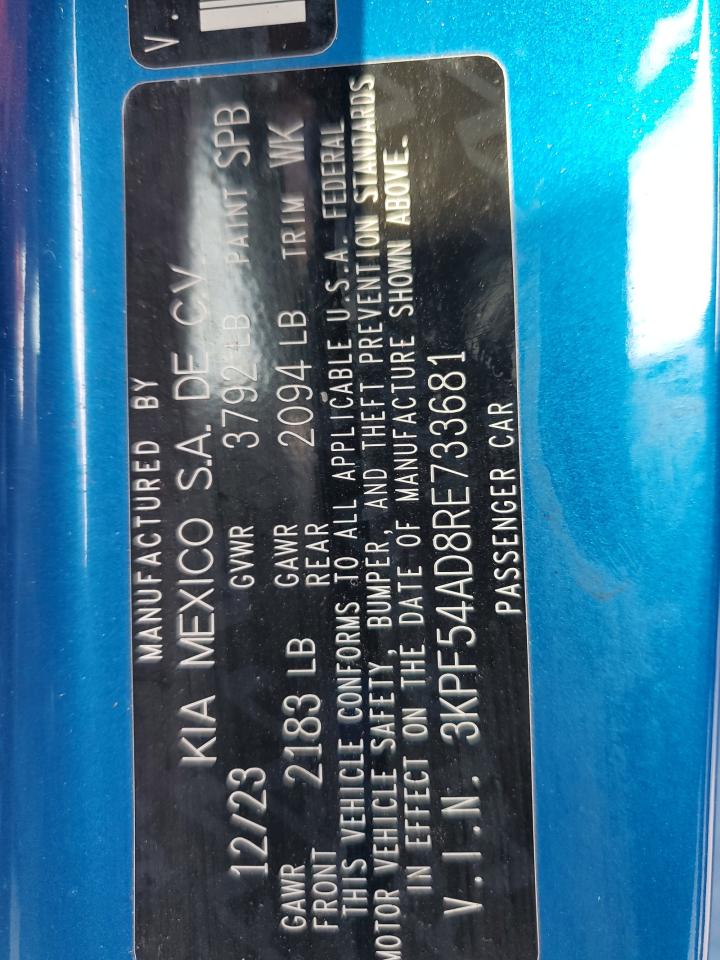 V.
MANUFACTURED BY
KIA MEXICO S.A. DE C.V.
12/23 GVWR 3792 LB PAINT SPB
GAWR FRONT 2183 LB GAWR REAR 2094 LB TRIM WK
THIS VEHICLE CONFORMS TO ALL APPLICABLE U.S.A. FEDERAL
MOTOR VEHICLE SAFETY, BUMPER, AND THEFT PREVENTION STANDARDS
IN EFFECT ON THE DATE OF MANUFACTURE SHOWN ABOVE.
V.I.N. 3KPF54AD8RE733681
PASSENGER CAR